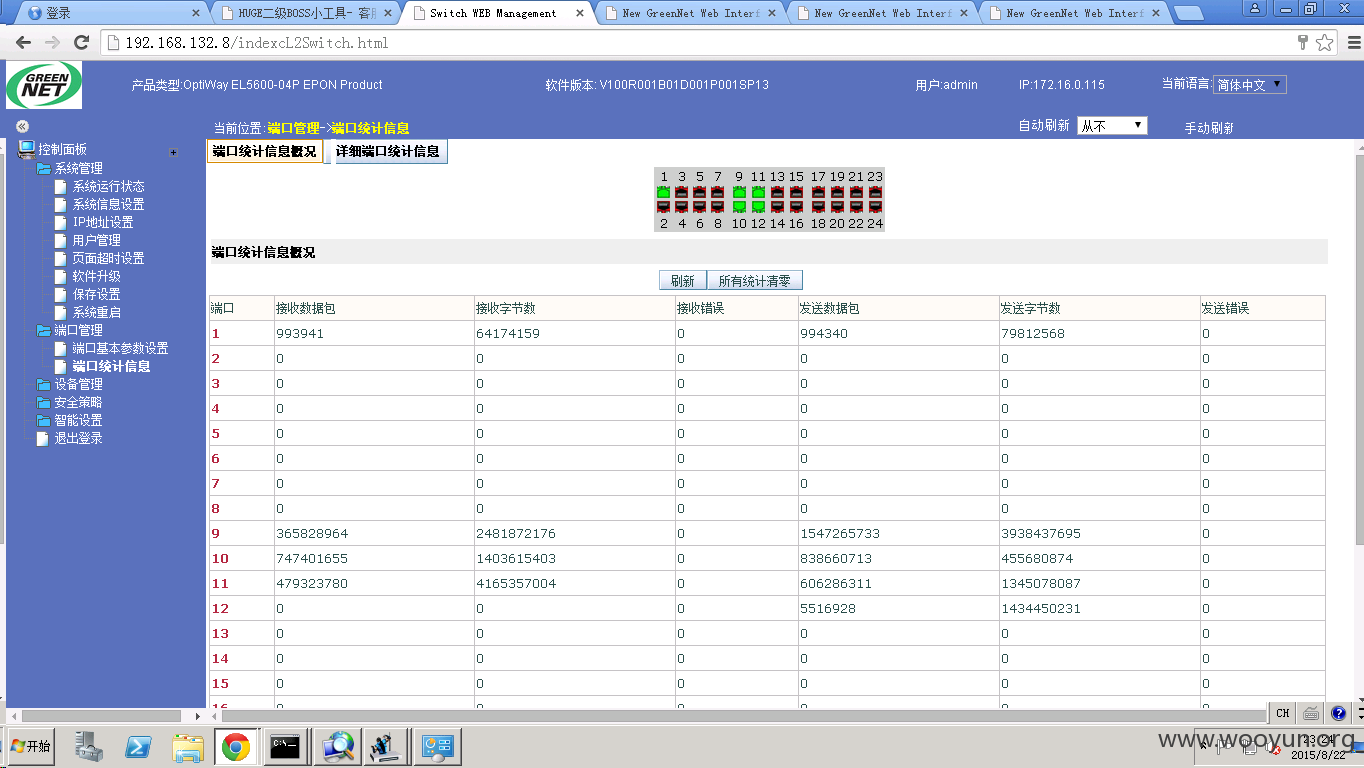 登录
HUGE二级BOSS小工具- 客服
Switch WEB Management
New GreenNet Web Interf
New GreenNet Web Interf
New GreenNet Web Interf
192.168.132.8/indexcL2Switch.html
GREEN NET
产品类型:OptiWay EL5600-04P EPON Product
软件版本: V100R001B01D001P001SP13
用户:admin
IP:172.16.0.115
当前语言: 简体中文
当前位置:端口管理->端口统计信息
自动刷新 从不
手动刷新
控制面板
系统管理
系统运行状态
系统信息设置
IP地址设置
用户管理
页面超时设置
软件升级
保存设置
系统重启
端口管理
端口基本参数设置
端口统计信息
设备管理
安全策略
智能设置
退出登录
端口统计信息概况 详细端口统计信息
1 3 5 7 9 11 13 15 17 19 21 23
2 4 6 8 10 12 14 16 18 20 22 24
端口统计信息概况
刷新 所有统计清零
端口 接收数据包 接收字节数 接收错误 发送数据包 发送字节数 发送错误
1 993941 64174159 0 994340 79812568 0
2 0 0 0 0 0 0
3 0 0 0 0 0 0
4 0 0 0 0 0 0
5 0 0 0 0 0 0
6 0 0 0 0 0 0
7 0 0 0 0 0 0
8 0 0 0 0 0 0
9 365828964 2481872176 0 1547265733 3938437695 0
10 747401655 1403615403 0 838660713 455680874 0
11 479323780 4165357004 0 606286311 1345078087 0
12 0 0 0 5516928 1434450231 0
13 0 0 0 0 0 0
14 0 0 0 0 0 0
15 0 0 0 0 0 0
16 0 0 0 0 0 0
CH
开始
www.wooyun.org
23:24
2015/8/22